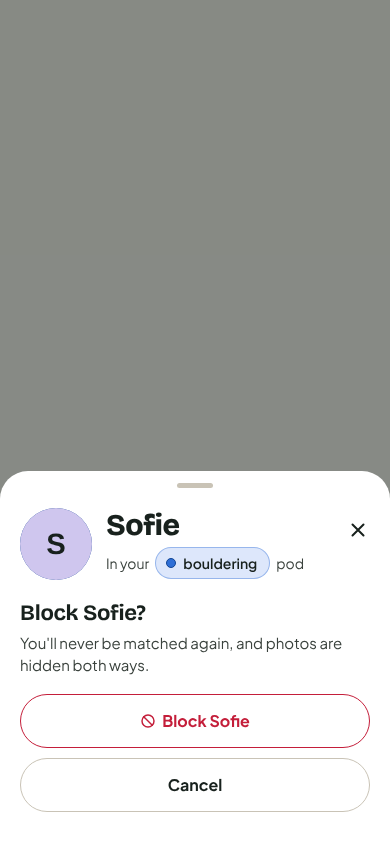 S
Sofie
In your bouldering pod
Block Sofie?
You'll never be matched again, and photos are
hidden both ways.
Block Sofie
Cancel